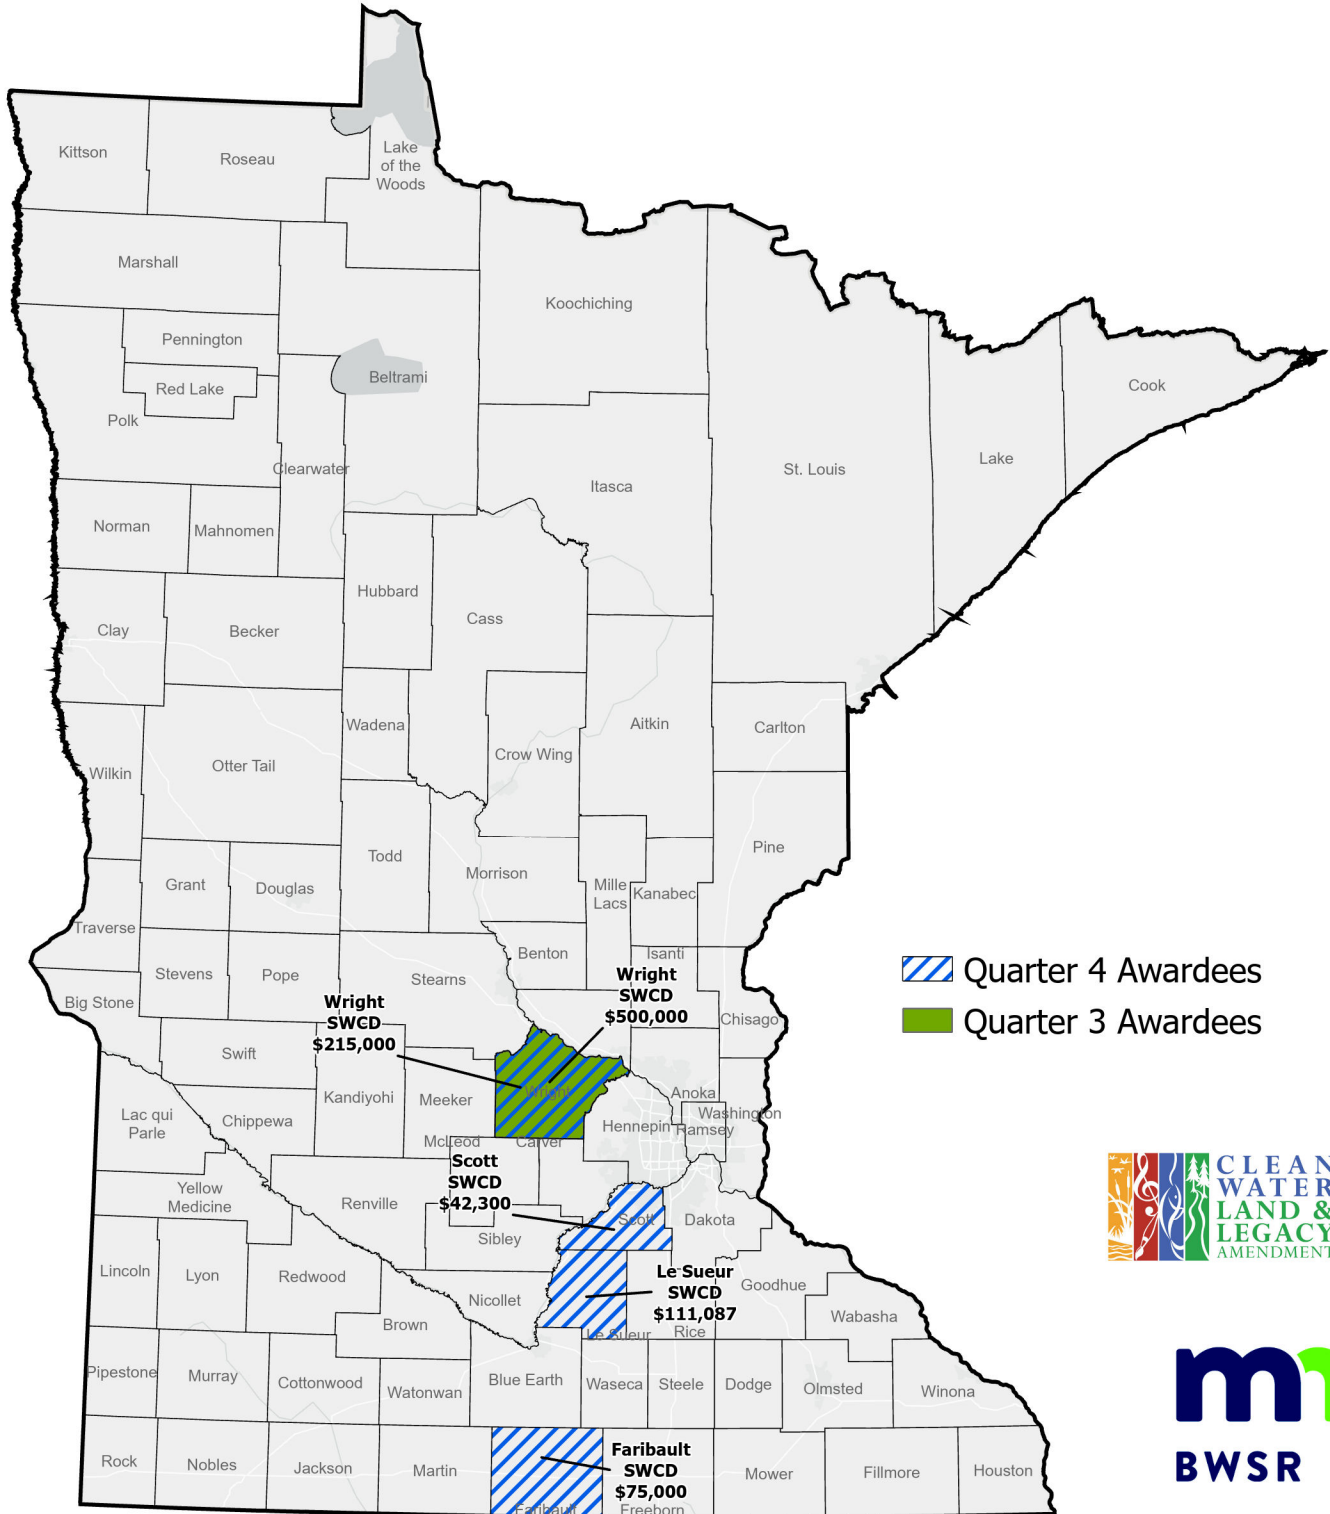 Kittson
Roseau
Lake
of the
Woods
Marshall
Koochiching
Pennington
Beltrami
Red Lake
Cook
Polk
Clearwater
St. Louis
Lake
Itasca
Norman
Mahnomen
Hubbard
Cass
Clay
Becker
Wadena
Aitkin
Carlton
Crow Wing
Otter Tail
Wilkin
Pine
Todd
Morrison
Grant
Douglas
Mille
Lacs
Kanabec
Traverse
Benton
Isanti
Stevens
Pope
Stearns
Wright
SWCD
$500,000
Quarter 4 Awardees
Quarter 3 Awardees
Big Stone
Wright
SWCD
$215,000
Chisago
Swift
Kandiyohi
Meeker
Wright
Anoka
Lac qui
Parle
Chippewa
Washington
Hennepin
Ramsey
McLeod
Carver
Scott
SWCD
$42,300
Yellow
Medicine
Renville
Scott
Dakota
Sibley
CLEAN
WATER
LAND &
LEGACY
AMENDMENT
Lincoln
Lyon
Redwood
Le Sueur
SWCD
$111,087
Goodhue
Nicollet
Wabasha
Brown
Le Sueur
Rice
Pipestone
Murray
Cottonwood
Watonwan
Blue Earth
Waseca
Steele
Dodge
Olmsted
Winona
m
BWSR
Rock
Nobles
Jackson
Martin
Faribault
SWCD
$75,000
Mower
Fillmore
Houston
Faribault
Freeborn